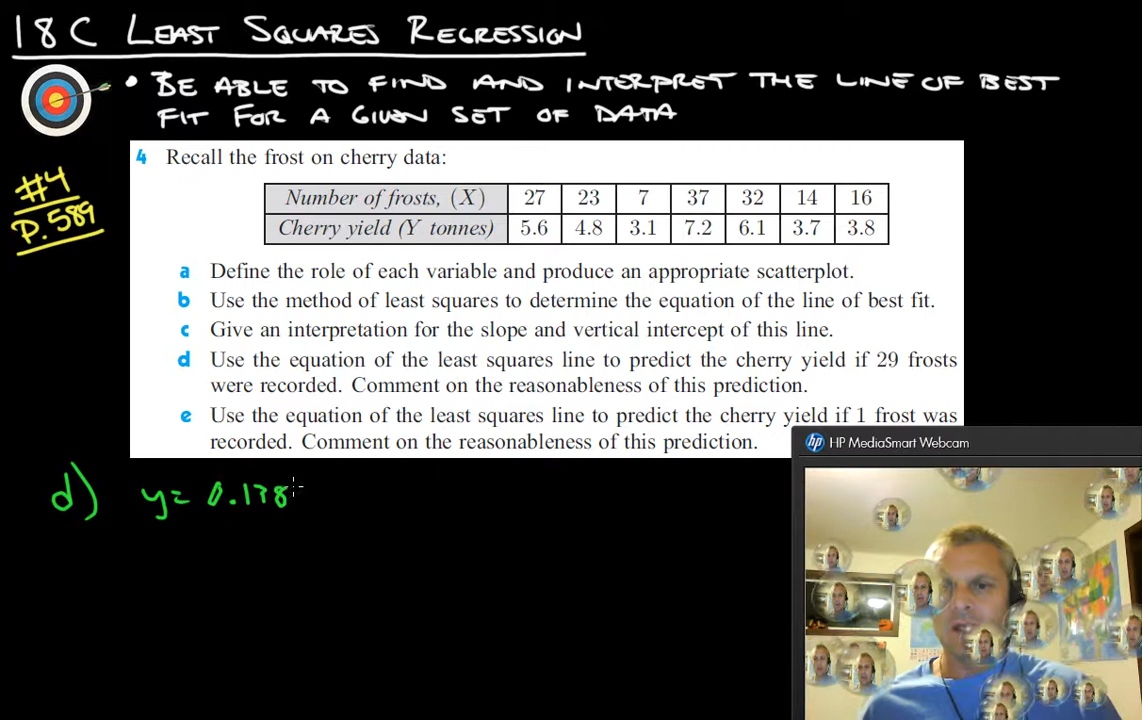 18C LEAST SQUARES REGRESSION
• BE ABLE TO FIND AND INTERPRET THE LINE OF BEST
FIT FOR A GIVEN SET OF DATA
#4
P.589
4 Recall the frost on cherry data:
Number of frosts, (X) 27 23 7 37 32 14 16
Cherry yield (Y tonnes) 5.6 4.8 3.1 7.2 6.1 3.7 3.8
a Define the role of each variable and produce an appropriate scatterplot.
b Use the method of least squares to determine the equation of the line of best fit.
c Give an interpretation for the slope and vertical intercept of this line.
d Use the equation of the least squares line to predict the cherry yield if 29 frosts
were recorded. Comment on the reasonableness of this prediction.
e Use the equation of the least squares line to predict the cherry yield if 1 frost was
recorded. Comment on the reasonableness of this prediction.
hp HP MediaSmart Webcam
d) y= 0.138